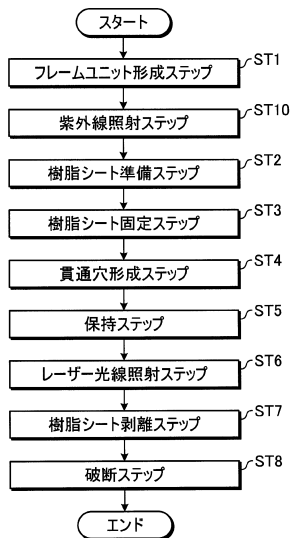 スタート
フレームユニット形成ステップ ST1
紫外線照射ステップ ST10
樹脂シート準備ステップ ST2
樹脂シート固定ステップ ST3
貫通穴形成ステップ ST4
保持ステップ ST5
レーザー光線照射ステップ ST6
樹脂シート剥離ステップ ST7
破断ステップ ST8
エンド